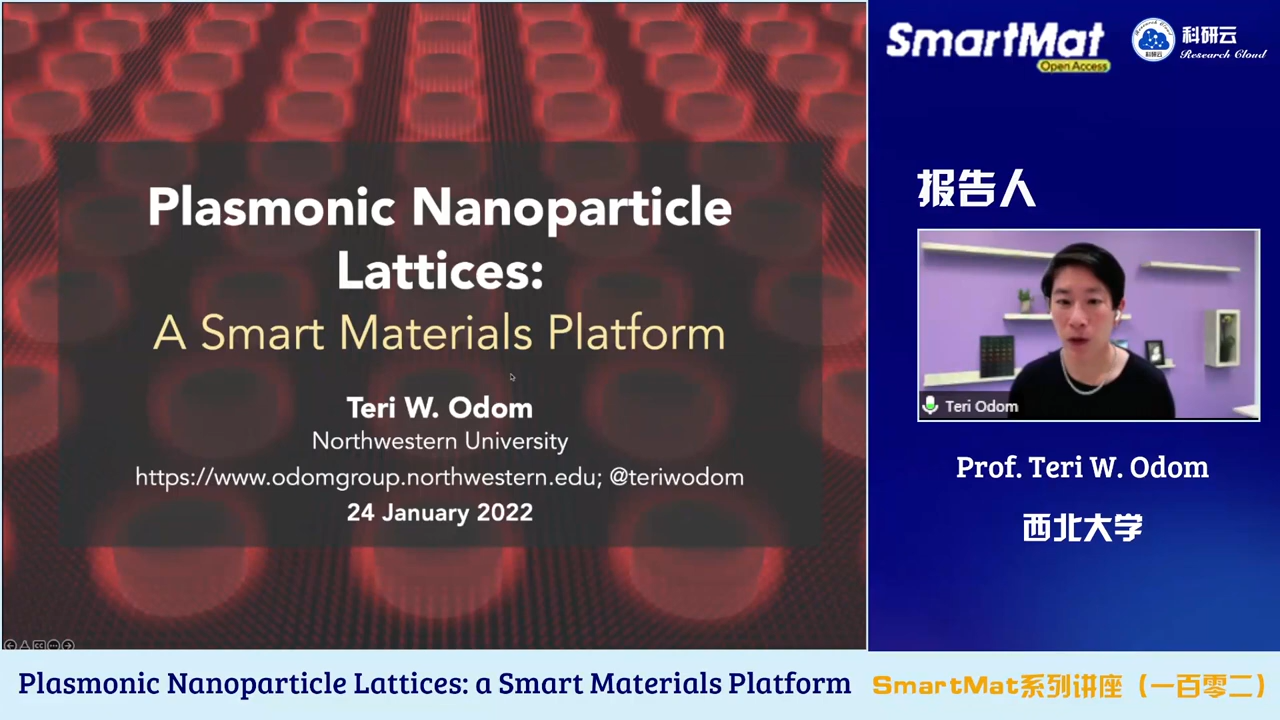 Plasmonic Nanoparticle
Lattices:
A Smart Materials Platform
Teri W. Odom
Northwestern University
https://www.odomgroup.northwestern.edu; @teriwodom
24 January 2022
SmartMat
Open Access
科研云
Research Cloud
报告人
Teri Odom
Prof. Teri W. Odom
西北大学
Plasmonic Nanoparticle Lattices: a Smart Materials Platform
SmartMat系列讲座（一百零二）